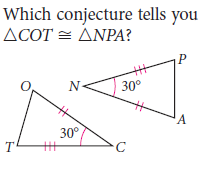 Which conjecture tells you
△COT ≅ △NPA?
P
O
N
30°
A
30°
T
C